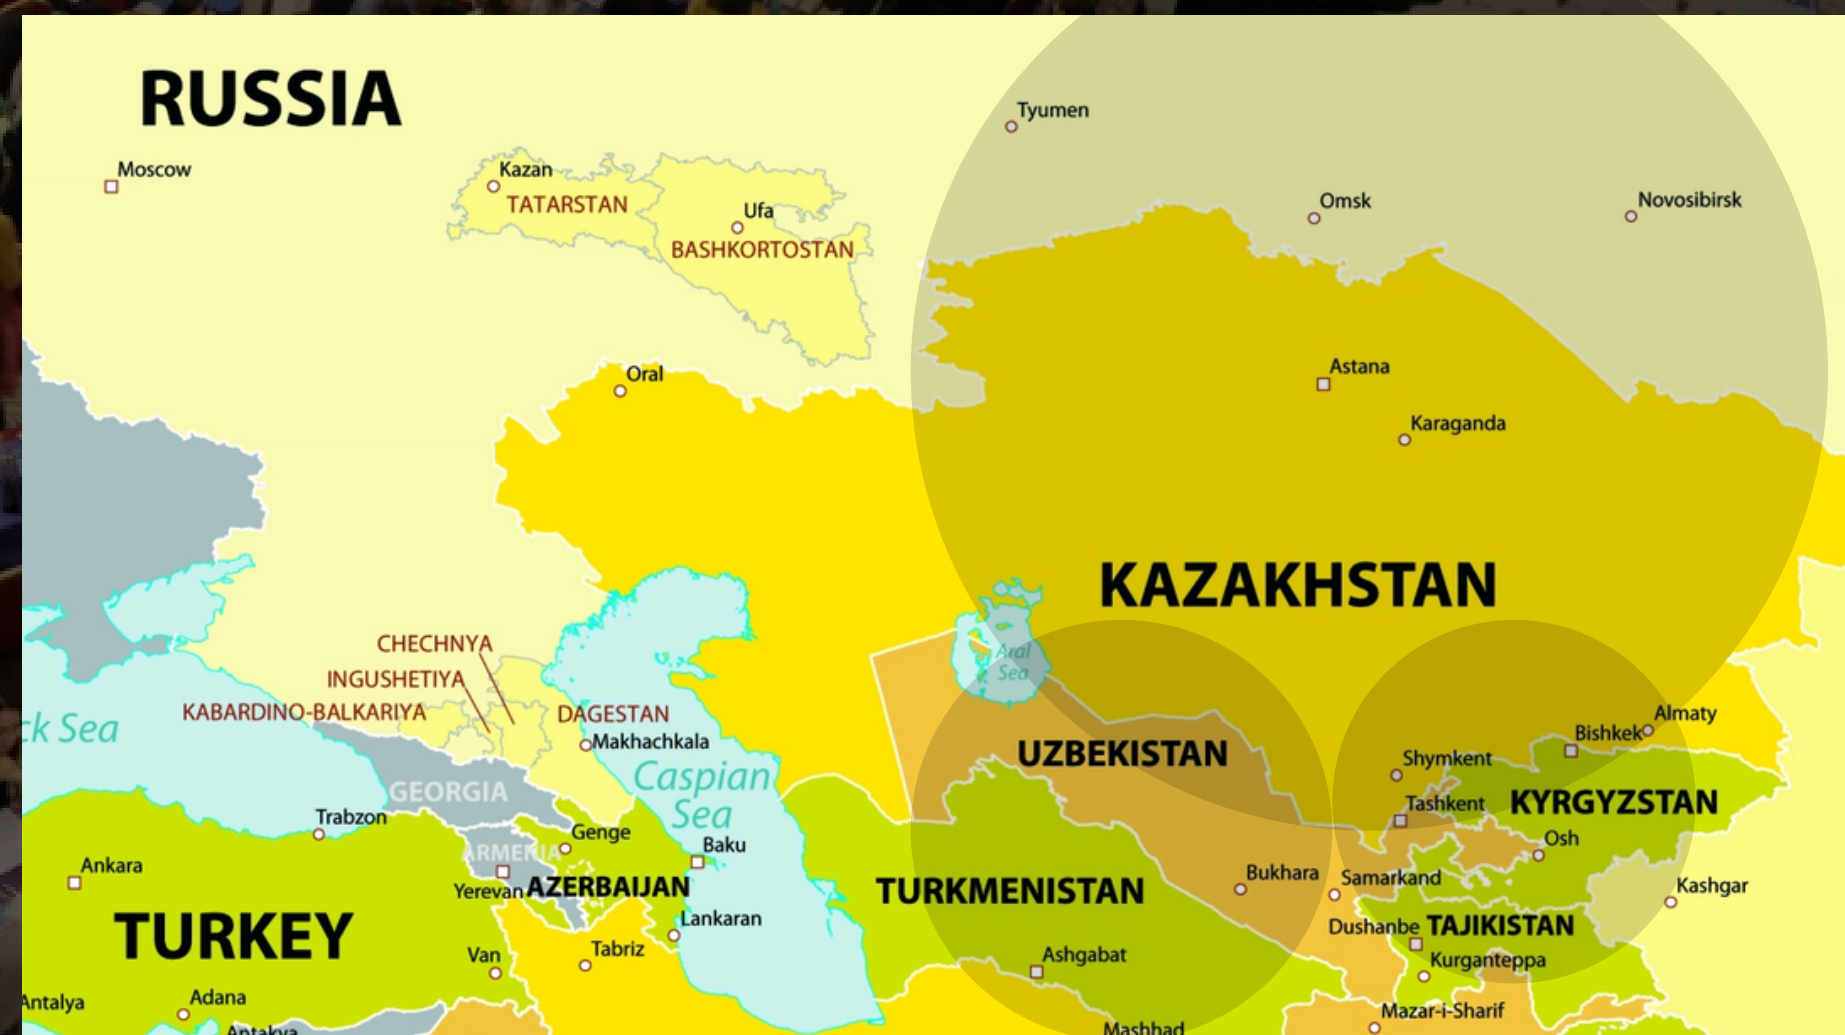 RUSSIA
Moscow
Kazan
TATARSTAN
Ufa
BASHKORTOSTAN
Tyumen
Omsk
Novosibirsk
Oral
Astana
Karaganda
KAZAKHSTAN
CHECHNYA
INGUSHETIYA
KABARDINO-BALKARIYA
DAGESTAN
Makhachkala
ck Sea
Caspian
Sea
Aral
Sea
UZBEKISTAN
Almaty
Bishkek
Shymkent
Tashkent
KYRGYZSTAN
Osh
GEORGIA
Trabzon
Genge
Baku
ARMENIA
Ankara
Yerevan
AZERBAIJAN
TURKMENISTAN
Bukhara
Samarkand
Kashgar
TURKEY
Lankaran
Dushanbe
TAJIKISTAN
Van
Tabriz
Ashgabat
Kurganteppa
Antalya
Adana
Mazar-i-Sharif
Antakya
Mashhad